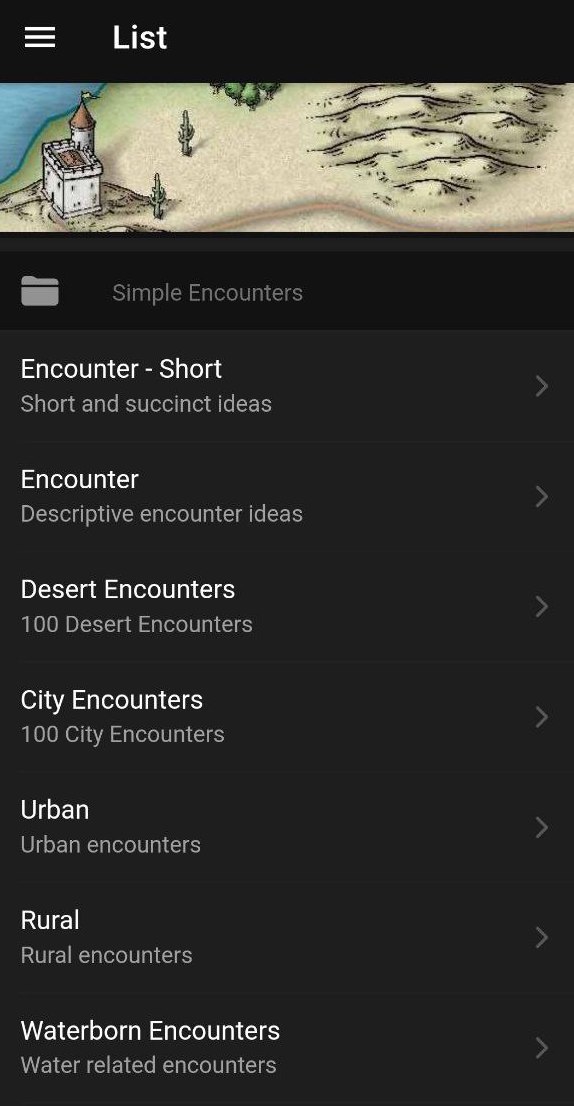 List
Simple Encounters
Encounter - Short
Short and succinct ideas
Encounter
Descriptive encounter ideas
Desert Encounters
100 Desert Encounters
City Encounters
100 City Encounters
Urban
Urban encounters
Rural
Rural encounters
Waterborn Encounters
Water related encounters